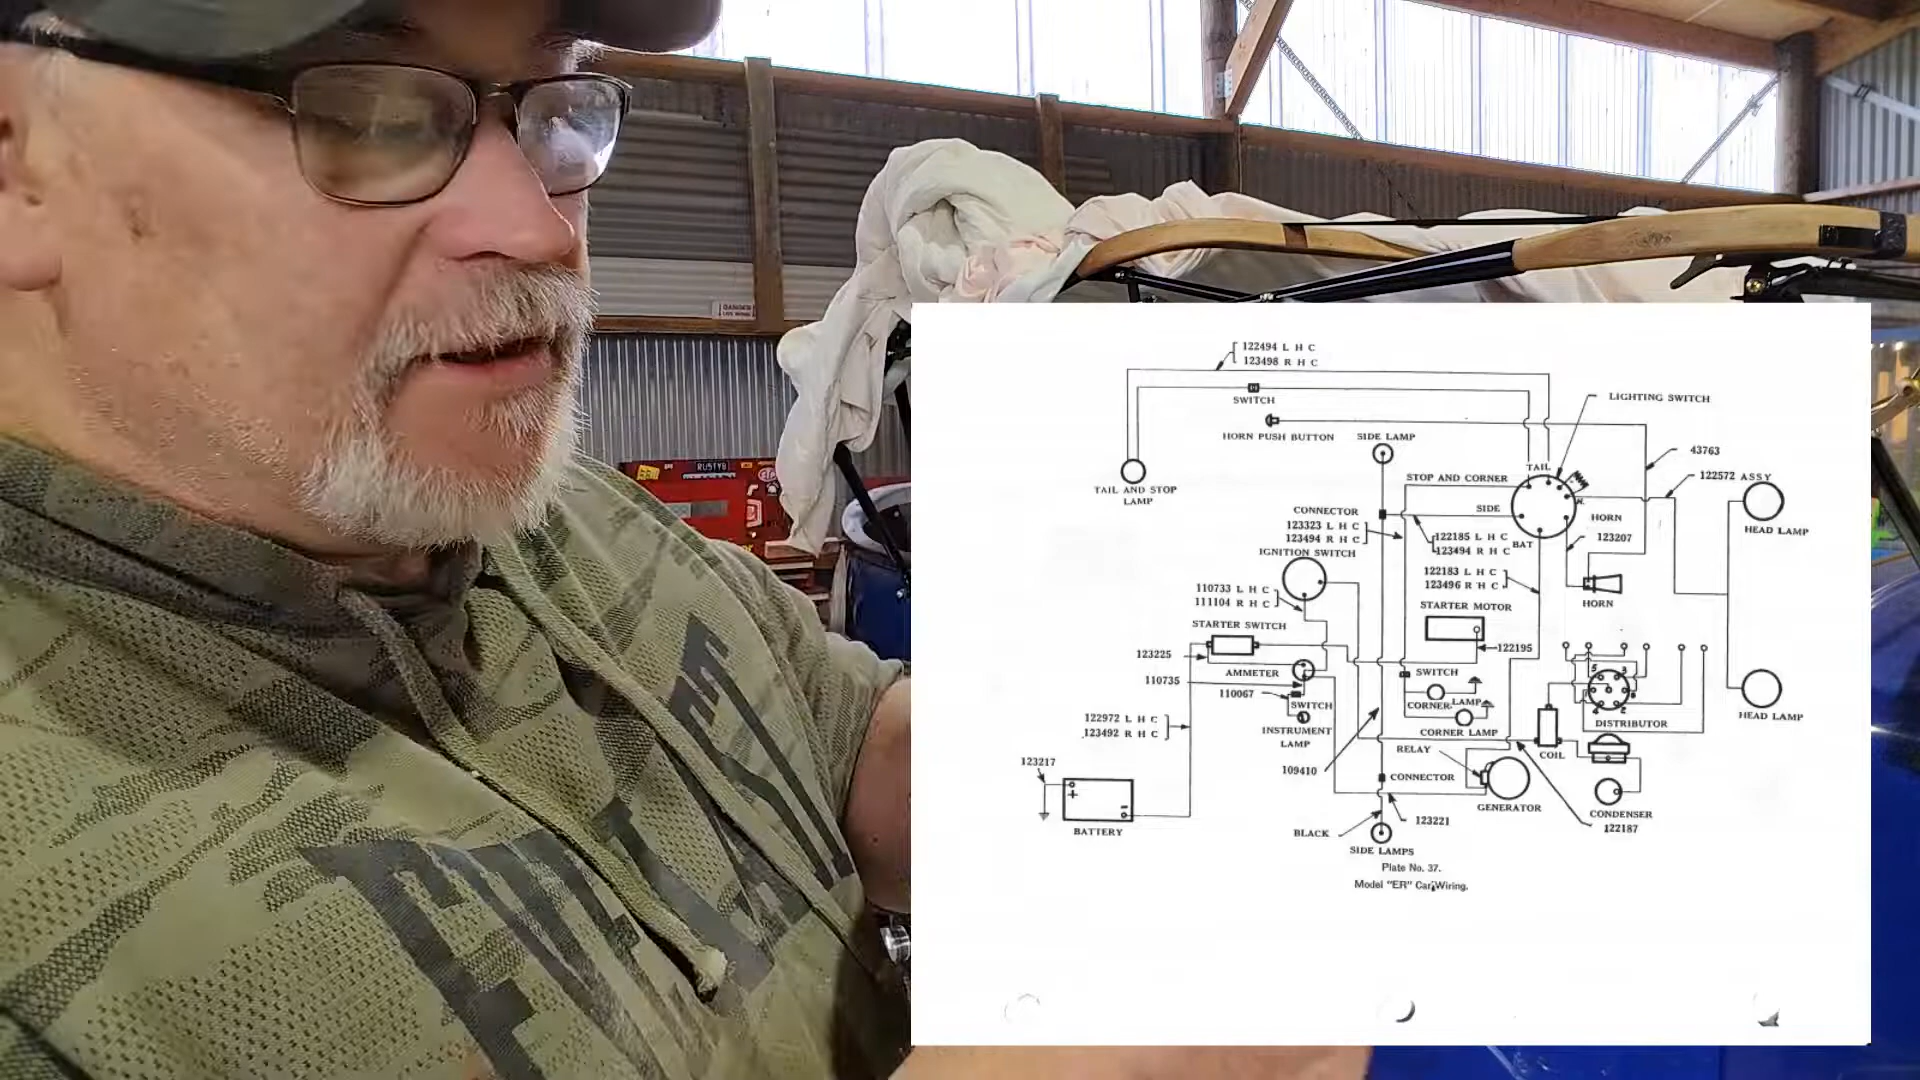 DANGER
RUSTYB
122494 L H C
123498 R H C
SWITCH
LIGHTING SWITCH
HORN PUSH BUTTON
SIDE LAMP
43763
TAIL
122572 ASSY
STOP AND CORNER
TAIL AND STOP
LAMP
SIDE
CONNECTOR
HORN
HEAD LAMP
123323 L H C
123494 R H C
122185 L H C
123494 R H C
BAT
123207
IGNITION SWITCH
122183 L H C
123496 R H C
110733 L H C
111104 R H C
STARTER MOTOR
HORN
STARTER SWITCH
123225
122195
AMMETER
SWITCH
110735
110067
SWITCH
CORNER LAMP
HEAD LAMP
122972 L H C
123492 R H C
INSTRUMENT
LAMP
CORNER LAMP
DISTRIBUTOR
RELAY
COIL
123217
109410
CONNECTOR
+
-
GENERATOR
CONDENSER
123221
122187
BATTERY
BLACK
SIDE LAMPS
Plate No. 37.
Model "ER" Car Wiring.